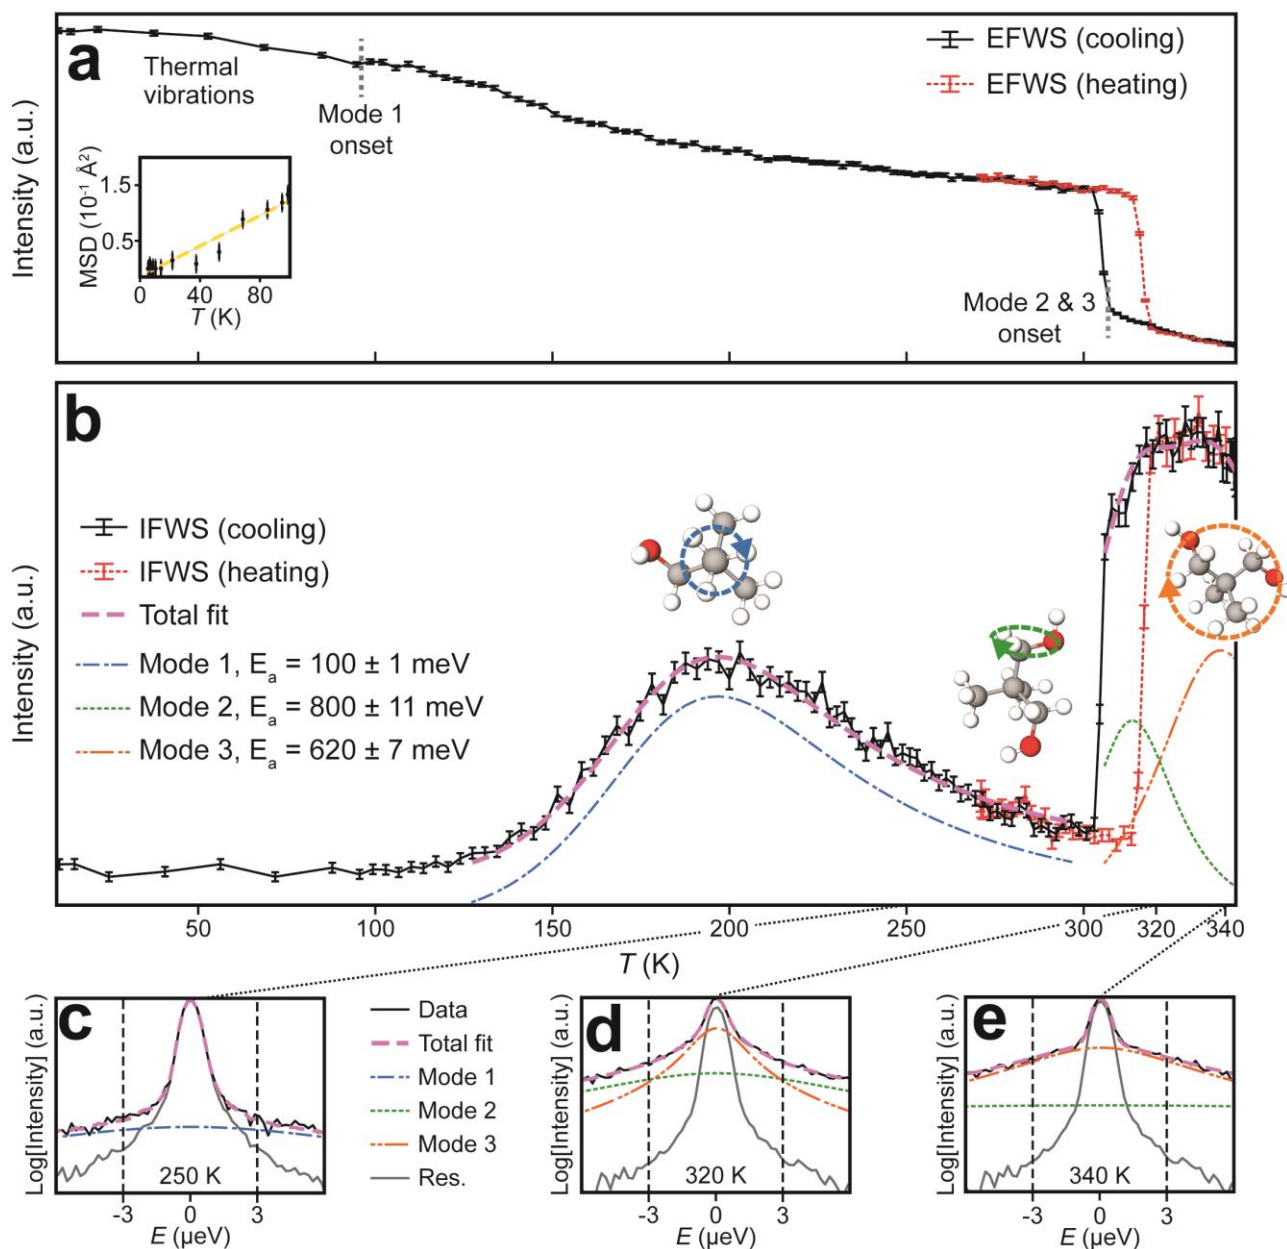 a
Thermal
vibrations
Mode 1
onset
EFWS (cooling)
EFWS (heating)
Intensity (a.u.)
MSD (10⁻¹ Å²)
1.5
0.5
0 40 80
T (K)
Mode 2 & 3
onset
b
IFWS (cooling)
IFWS (heating)
Total fit
Mode 1, Eₐ = 100 ± 1 meV
Mode 2, Eₐ = 800 ± 11 meV
Mode 3, Eₐ = 620 ± 7 meV
Intensity (a.u.)
50 100 150 200 250 300 320 340
T (K)
c
Log[Intensity] (a.u.)
250 K
-3 0 3
E (µeV)
Data
Total fit
Mode 1
Mode 2
Mode 3
Res.
d
Log[Intensity] (a.u.)
320 K
-3 0 3
E (µeV)
e
Log[Intensity] (a.u.)
340 K
-3 0 3
E (µeV)